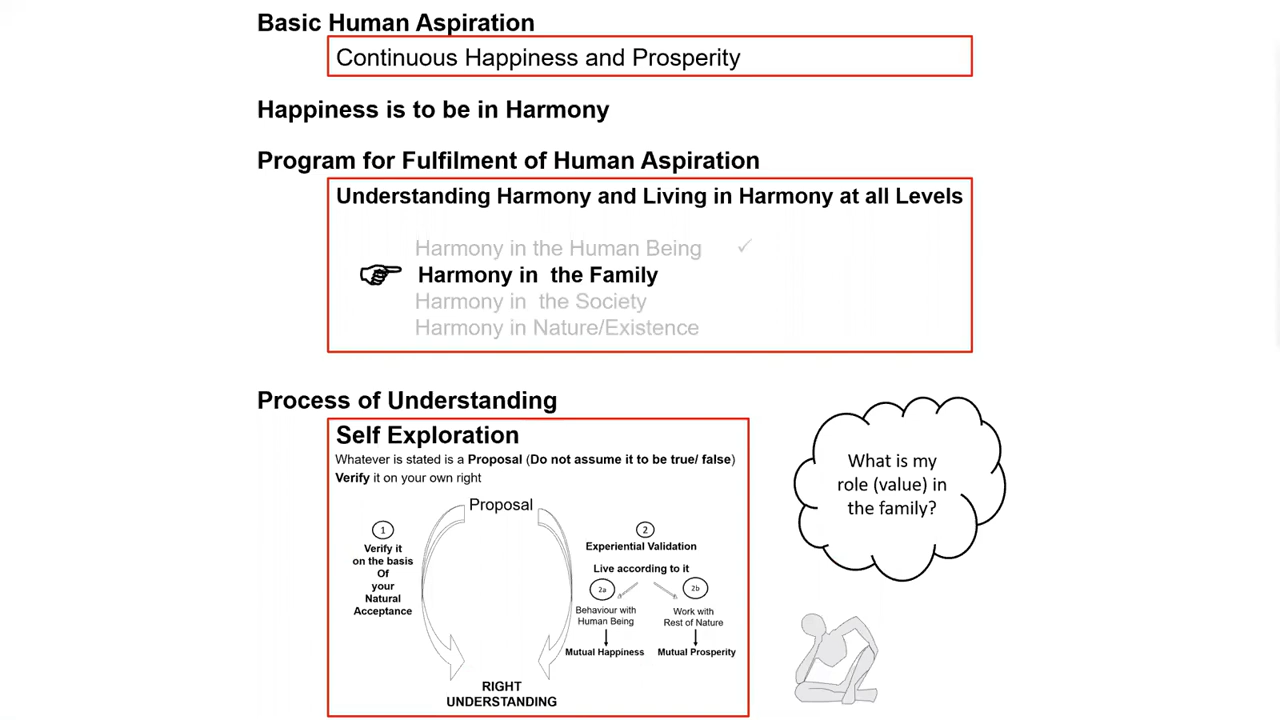 Basic Human Aspiration
Continuous Happiness and Prosperity
Happiness is to be in Harmony
Program for Fulfilment of Human Aspiration
Understanding Harmony and Living in Harmony at all Levels
Harmony in the Human Being ✓
Harmony in the Family
Harmony in the Society
Harmony in Nature/Existence
Process of Understanding
Self Exploration
Whatever is stated is a Proposal (Do not assume it to be true/ false)
Verify it on your own right
Proposal
1
Verify it
on the basis
Of
your
Natural
Acceptance
2
Experiential Validation
Live according to it
2a
Behaviour with
Human Being
Mutual Happiness
2b
Work with
Rest of Nature
Mutual Prosperity
RIGHT
UNDERSTANDING
What is my
role (value) in
the family?